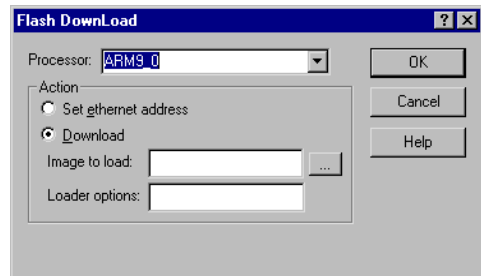 Flash DownLoad
Processor: ARM9_0
OK
Action
Set ethernet address
Cancel
Download
Help
Image to load:
...
Loader options: